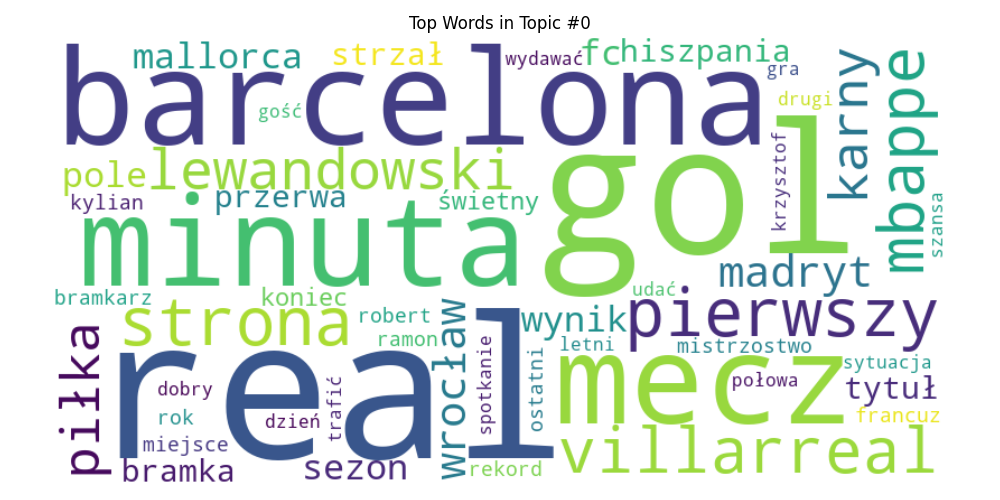 Top Words in Topic #0
mallorca
strzał
wydawać
fc
hiszpania
barcelona
gra
drugi
gość
karny
mbappe
pole
lewandowski
gol
krzysztof
szansa
kylian
przerwa
świetny
minuta
madryt
bramkarz
koniec
udać
pierwszy
strona
robert
ramon
wrocław
wynik
letni
mistrzostwo
piłka
real
spotkanie
ostatni
mecz
połowa
sytuacja
tytuł
dobry
rok
dzień
trafić
francuz
miejsce
bramka
sezon
rekord
villarreal